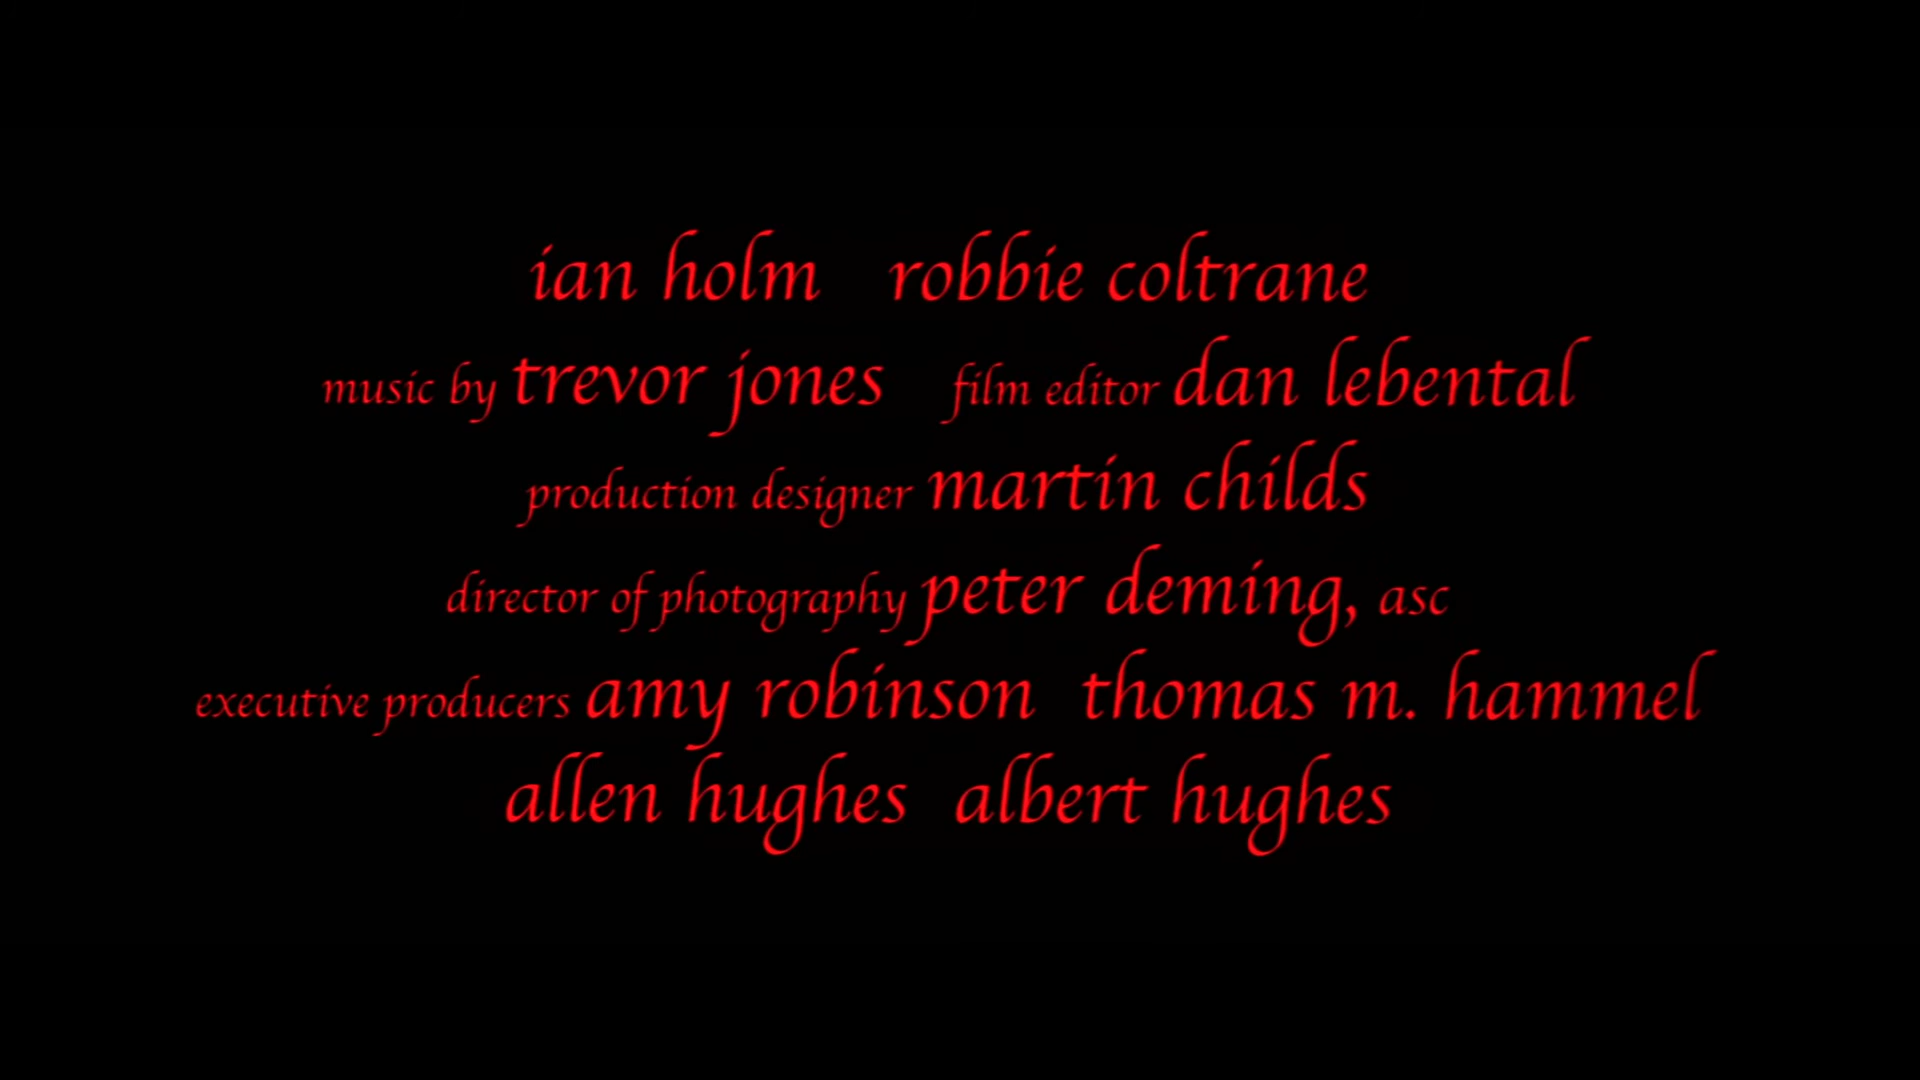 ian holm robbie coltrane
music by trevor jones film editor dan lebental
production designer martin childs
director of photography peter deming, asc
executive producers amy robinson thomas m. hammel
allen hughes albert hughes